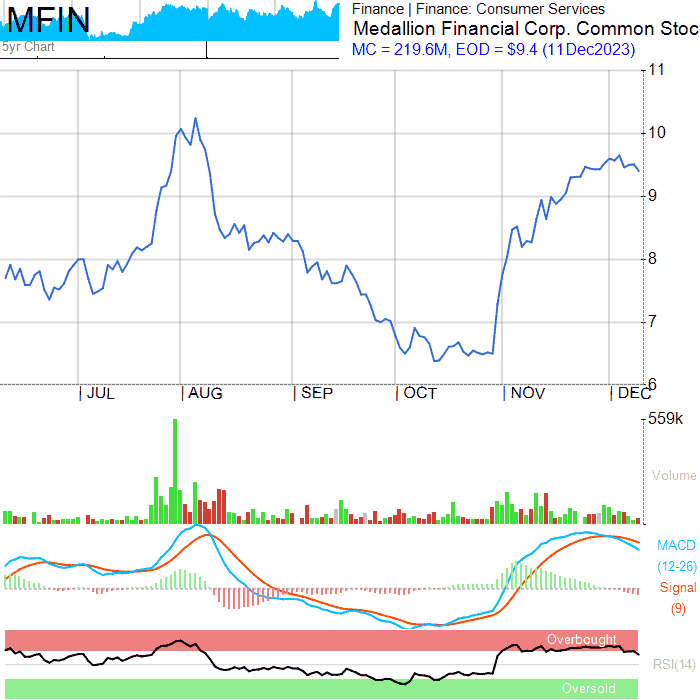 MFIN
5yr Chart
Finance | Finance: Consumer Services
Medallion Financial Corp. Common Stoc
MC = 219.6M, EOD = $9.4 (11Dec2023)
11
10
9
8
7
6
JUL AUG SEP OCT NOV DEC
559k
Volume
MACD
(12-26)
Signal
(9)
Overbought
RSI(14)
Oversold